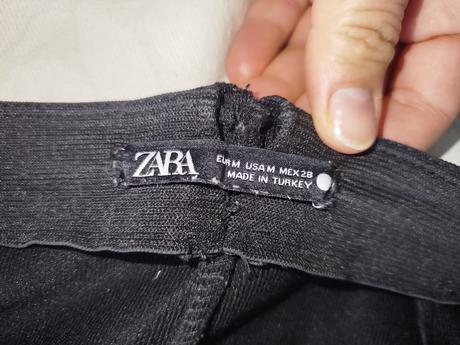 ZARA
EUR M USA M MEX 28
MADE IN TURKEY